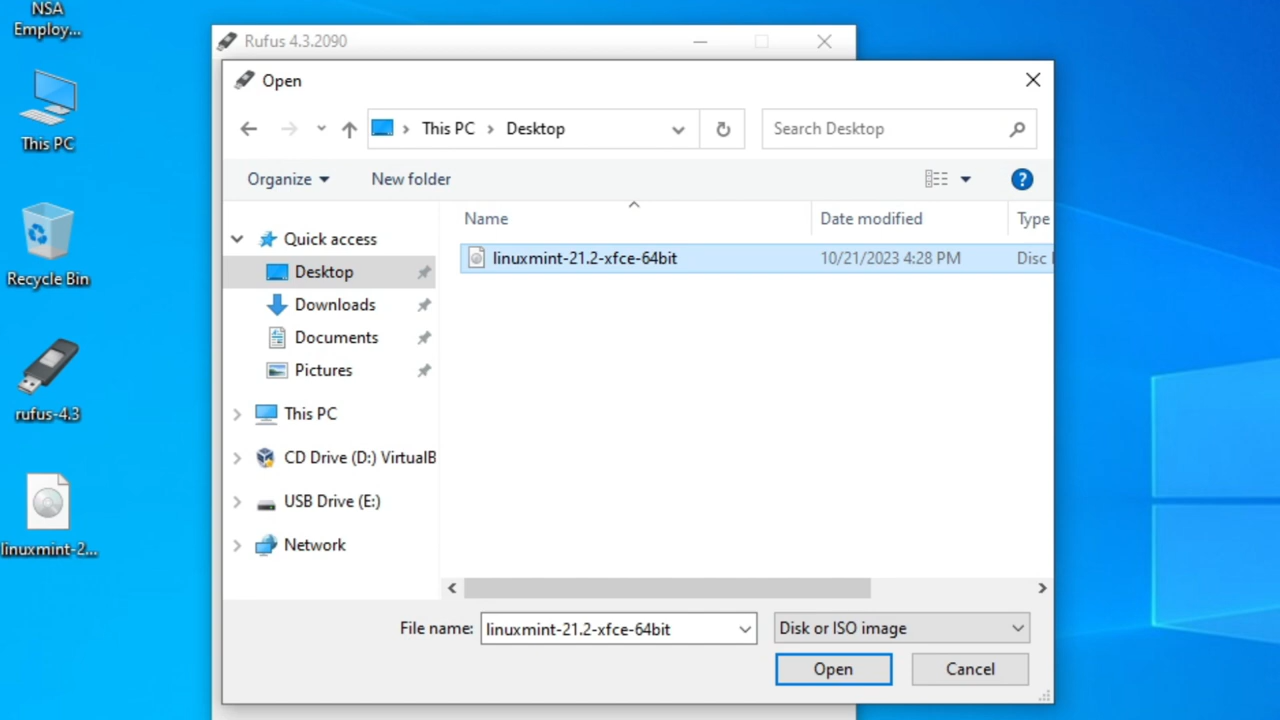 NSA
Employ...
This PC
Recycle Bin
rufus-4.3
linuxmint-2...
Rufus 4.3.2090
Open
This PC
Desktop
Search Desktop
Organize
New folder
?
Name
Date modified
Type
Quick access
Desktop
Downloads
Documents
Pictures
This PC
CD Drive (D:) VirtualB
USB Drive (E:)
Network
linuxmint-21.2-xfce-64bit
10/21/2023 4:28 PM
Disc
File name:
linuxmint-21.2-xfce-64bit
Disk or ISO image
Open
Cancel